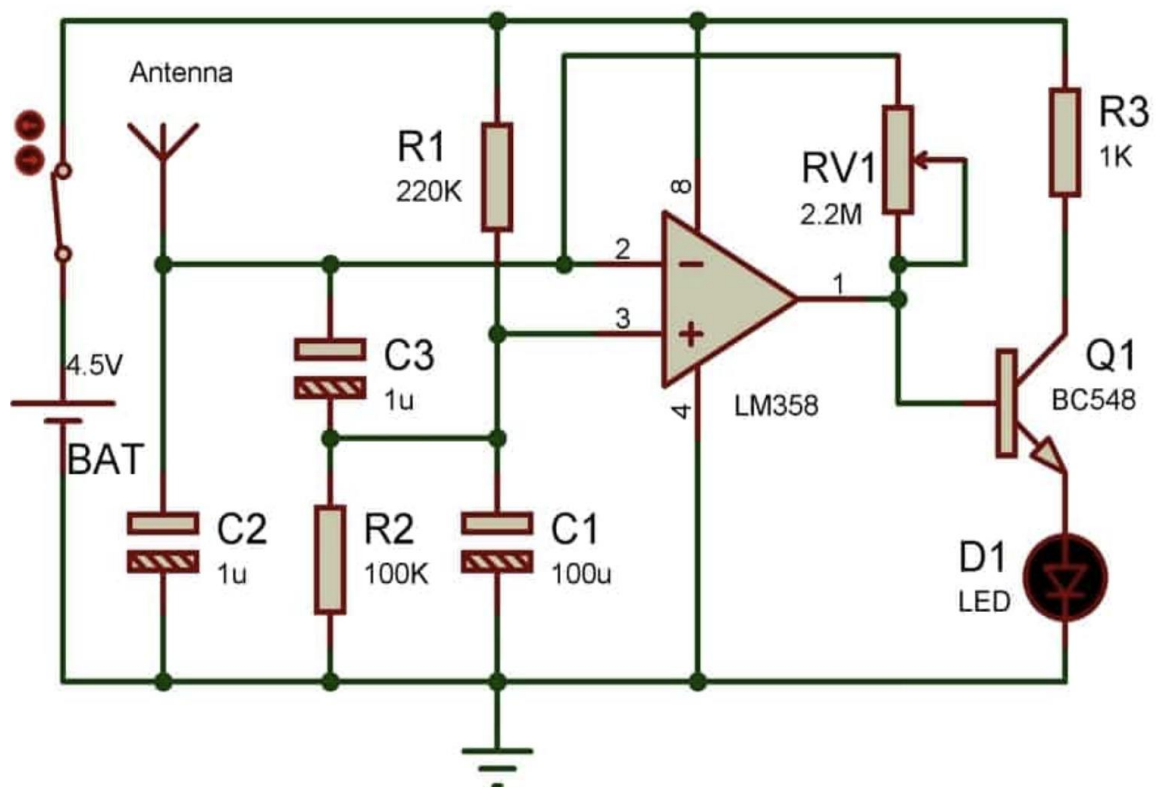 Antenna
R1
220K
RV1
2.2M
R3
1K
8
2
3
1
4
4.5V
BAT
C3
1u
LM358
Q1
BC548
C2
1u
R2
100K
C1
100u
D1
LED